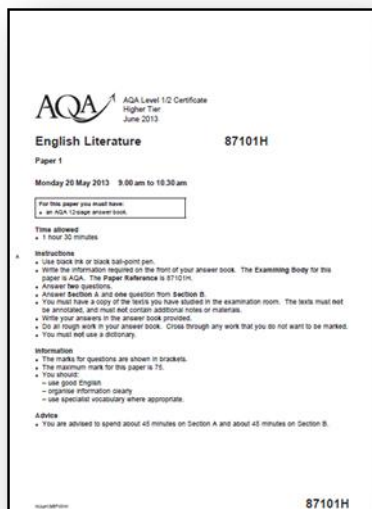 AQA
AQA Level 1/2 Certificate
Higher Tier
June 2013
English Literature 87101H
Paper 1
Monday 20 May 2013 9.00 am to 10.30 am
For this paper you must have:
• an AQA 12-page answer book.
Time allowed
• 1 hour 30 minutes
Instructions
• Use black ink or black ball-point pen.
• Write the information required on the front of your answer book. The Examining Body for this
paper is AQA. The Paper Reference is 87101H.
• Answer two questions.
• Answer Section A and one question from Section B.
• You must have a copy of the text/s you have studied in the examination room. The texts must not
be annotated, and must not contain additional notes or materials.
• Write your answers in the answer book provided.
• Do all rough work in your answer book. Cross through any work that you do not want to be marked.
• You must not use a dictionary.
Information
• The marks for questions are shown in brackets.
• The maximum mark for this paper is 75.
• You should:
– use good English
– organise information clearly
– use specialist vocabulary where appropriate.
Advice
• You are advised to spend about 45 minutes on Section A and about 45 minutes on Section B.
87101H